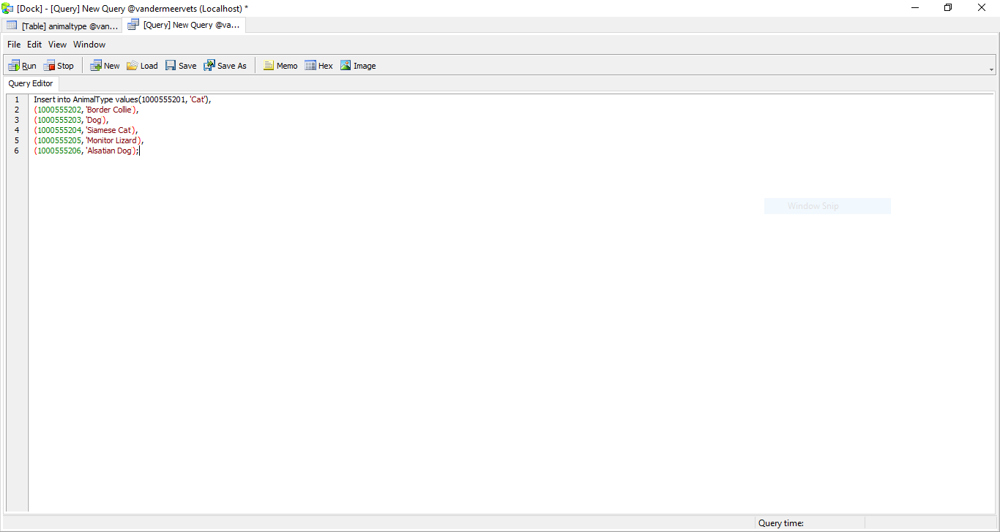 [Dock] - [Query] New Query @vandermeervets (Localhost) *
[Table] animaltype @van... [Query] New Query @va...
File Edit View Window
Run Stop New Load Save Save As Memo Hex Image
Query Editor
1 Insert into AnimalType values(1000555201, 'Cat'),
2 (1000555202, 'Border Collie'),
3 (1000555203, 'Dog'),
4 (1000555204, 'Siamese Cat'),
5 (1000555205, 'Monitor Lizard'),
6 (1000555206, 'Alsatian Dog');
Window Snip
Query time: